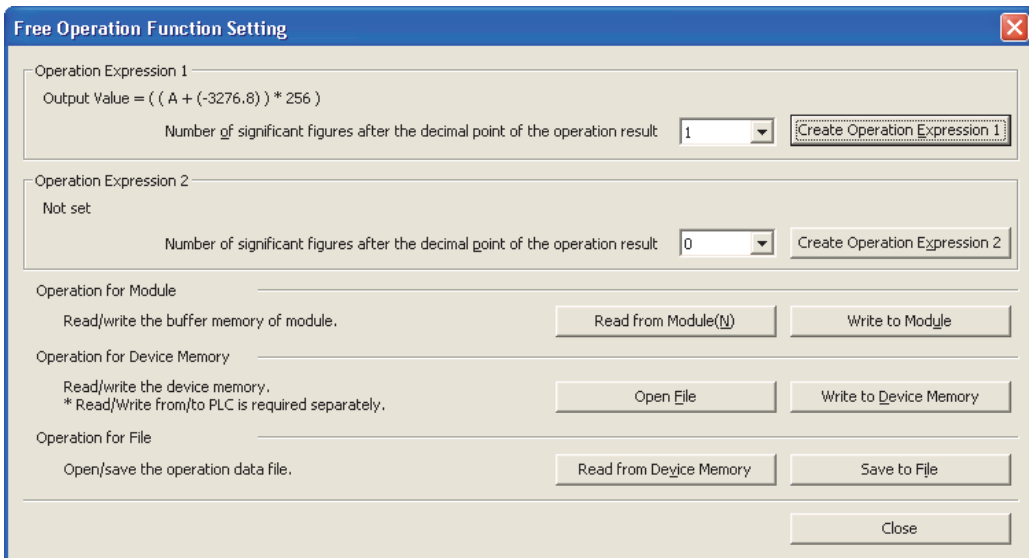 Free Operation Function Setting
Operation Expression 1
Output Value = ( ( A + (-3276.8) ) * 256 )
Number of significant figures after the decimal point of the operation result 1 Create Operation Expression 1
Operation Expression 2
Not set
Number of significant figures after the decimal point of the operation result 0 Create Operation Expression 2
Operation for Module
Read/write the buffer memory of module. Read from Module(N) Write to Module
Operation for Device Memory
Read/write the device memory.
* Read/Write from/to PLC is required separately. Open File Write to Device Memory
Operation for File
Open/save the operation data file. Read from Device Memory Save to File
Close